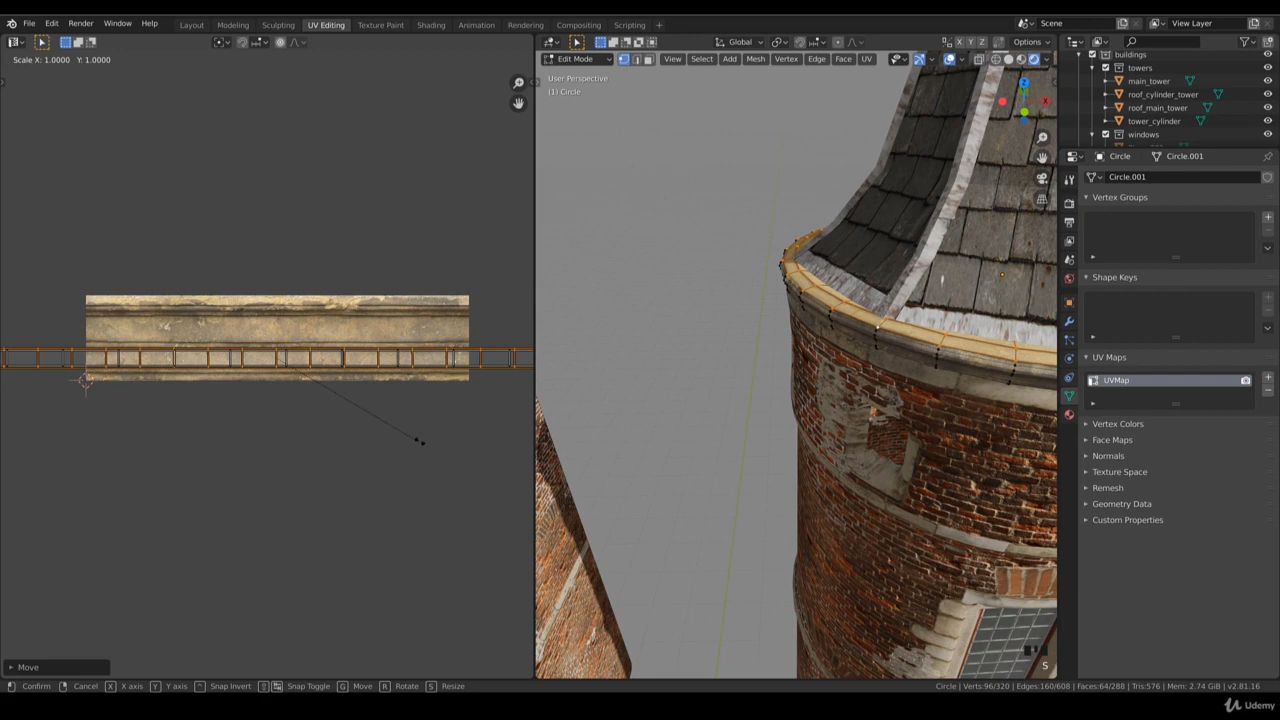 File Edit Render Window Help Layout Modeling Sculpting UV Editing Texture Paint Shading Animation Rendering Compositing Scripting + Scene View Layer
Global Options
Scale X: 1.0000 Y: 1.0000
Edit Mode View Select Add Mesh Vertex Edge Face UV
User Perspective
(1) Circle
buildings
towers
main_tower
roof_cylinder_tower
roof_main_tower
tower_cylinder
windows
Circle Circle.001
Circle.001
Vertex Groups
Shape Keys
UV Maps
UVMap
Vertex Colors
Face Maps
Normals
Texture Space
Remesh
Geometry Data
Custom Properties
X
Y
Z
X
Z
S
Move
Confirm Cancel X X axis Y Y axis Snap Invert Snap Toggle G Move R Rotate S Resize Circle | Verts:96/320 | Edges:160/608 | Faces:64/288 | Tris:576 | Mem: 2.74 GiB | v2.81.16
Udemy